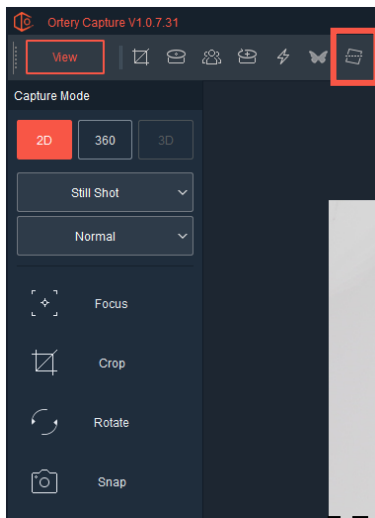 Ortery Capture V1.0.7.31
View
Capture Mode
2D 360 3D
Still Shot
Normal
Focus
Crop
Rotate
Snap